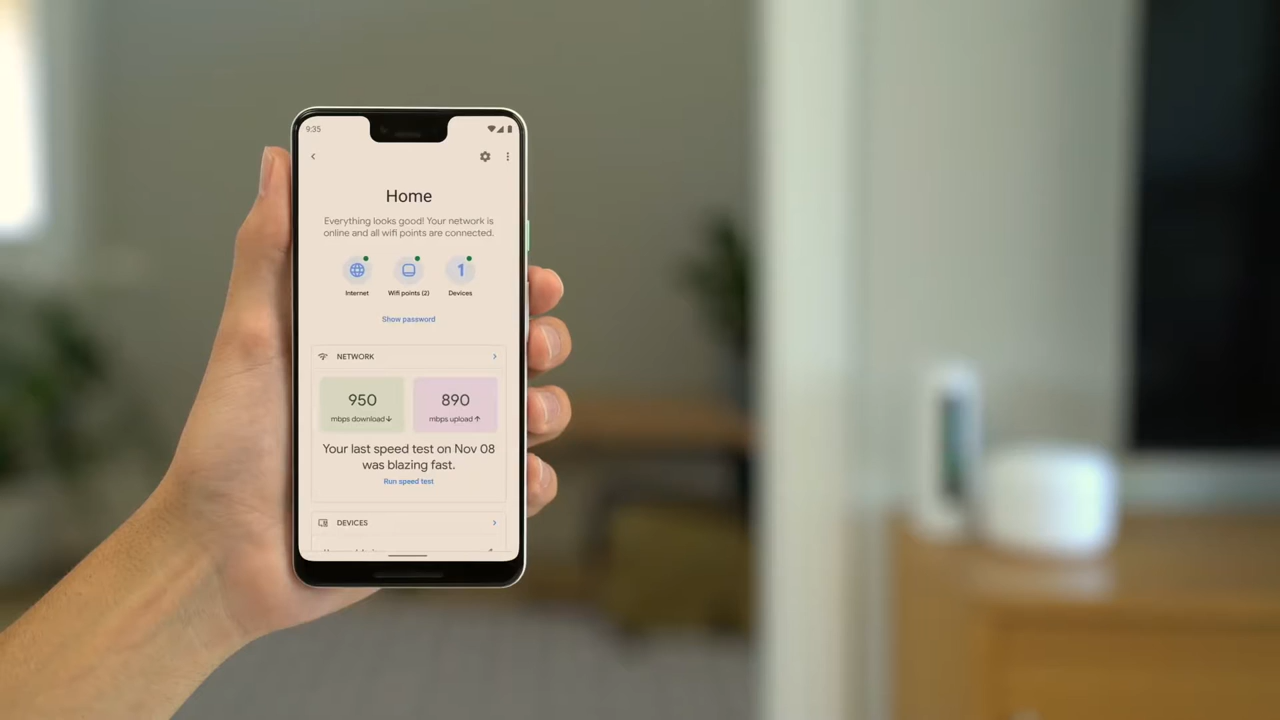 9:35
Home
Everything looks good! Your network is
online and all wifi points are connected.
1
Internet
Wifi points (2)
Devices
Show password
NETWORK
950
890
mbps download↓
mbps upload↑
Your last speed test on Nov 08
was blazing fast.
Run speed test
DEVICES